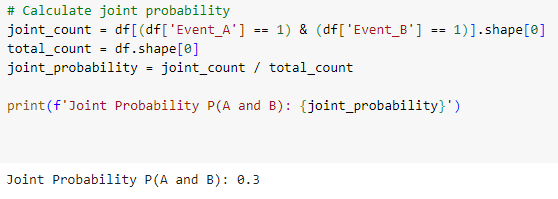 # Calculate joint probability
joint_count = df[(df['Event_A'] == 1) & (df['Event_B'] == 1)].shape[0]
total_count = df.shape[0]
joint_probability = joint_count / total_count
print(f'Joint Probability P(A and B): {joint_probability}')
Joint Probability P(A and B): 0.3